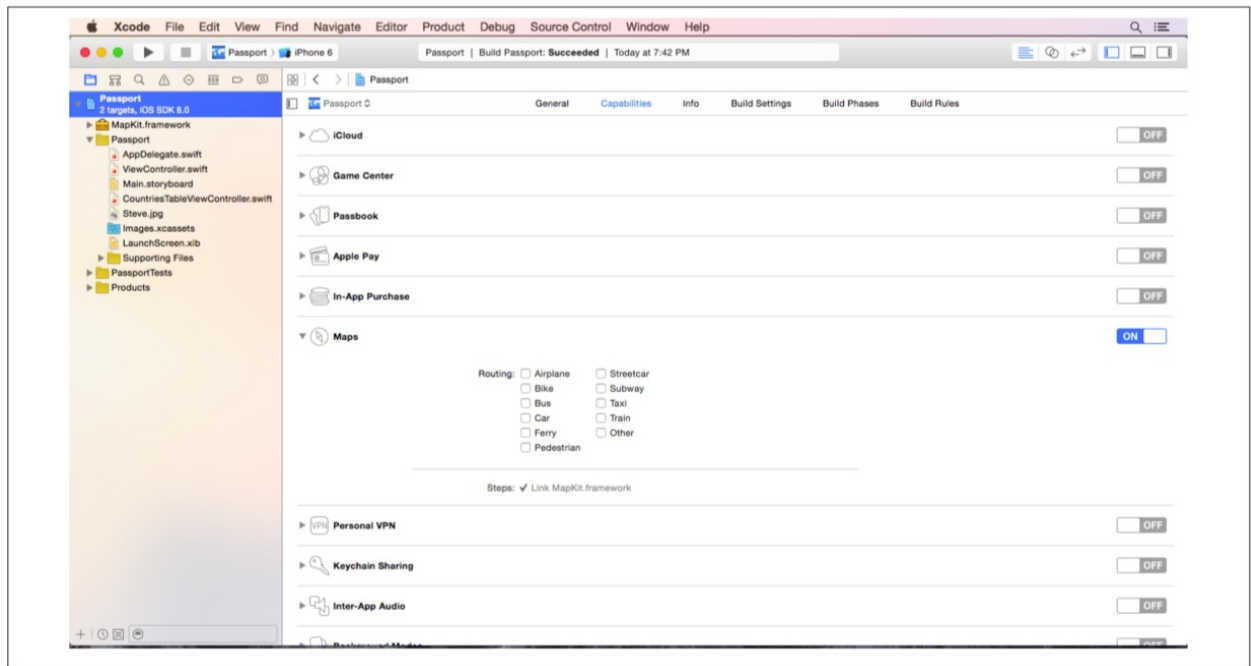 Xcode File Edit View Find Navigate Editor Product Debug Source Control Window Help
Passport iPhone 6 Passport | Build Passport: Succeeded | Today at 7:42 PM
Passport
Passport
2 targets, iOS SDK 8.0
MapKit.framework
Passport
AppDelegate.swift
ViewController.swift
Main.storyboard
CountriesTableViewController.swift
Steve.jpg
Images.xcassets
LaunchScreen.xib
Supporting Files
PassportTests
Products
Passport General Capabilities Info Build Settings Build Phases Build Rules
iCloud OFF
Game Center OFF
Passbook OFF
Apple Pay OFF
In-App Purchase OFF
Maps ON
Routing: Airplane Streetcar
Bike Subway
Bus Taxi
Car Train
Ferry Other
Pedestrian
Steps: ✓ Link MapKit.framework
VPN Personal VPN OFF
Keychain Sharing OFF
Inter-App Audio OFF
Background Modes OFF